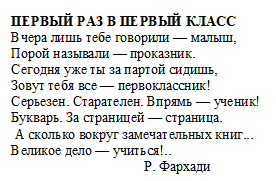 ПЕРВЫЙ РАЗ В ПЕРВЫЙ КЛАСС
Вчера лишь тебе говорили — малыш,
Порой называли — проказник.
Сегодня уже ты за партой сидишь,
Зовут тебя все — первоклассник!
Серьезен. Старателен. Впрямь — ученик!
Букварь. За страницей — страница.
А сколько вокруг замечательных книг...
Великое дело — учиться!..
Р. Фархади